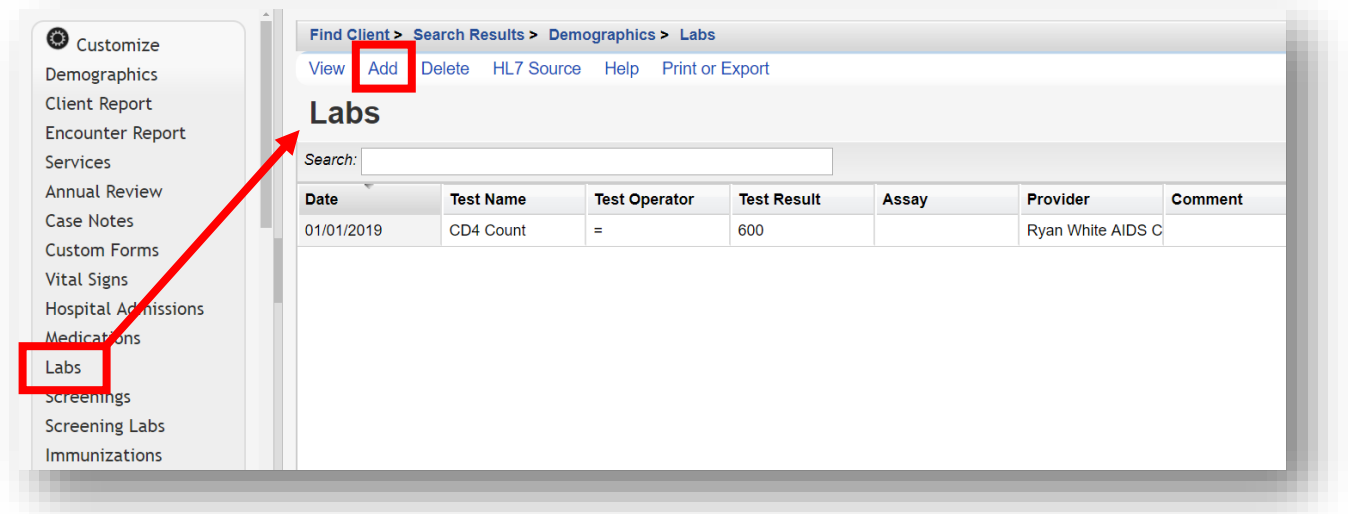 Customize
Demographics
Client Report
Encounter Report
Services
Annual Review
Case Notes
Custom Forms
Vital Signs
Hospital Admissions
Medications
Labs
Screenings
Screening Labs
Immunizations
Find Client > Search Results > Demographics > Labs
View Add Delete HL7 Source Help Print or Export
Labs
Search:
Date Test Name Test Operator Test Result Assay Provider Comment
01/01/2019 CD4 Count = 600 Ryan White AIDS C